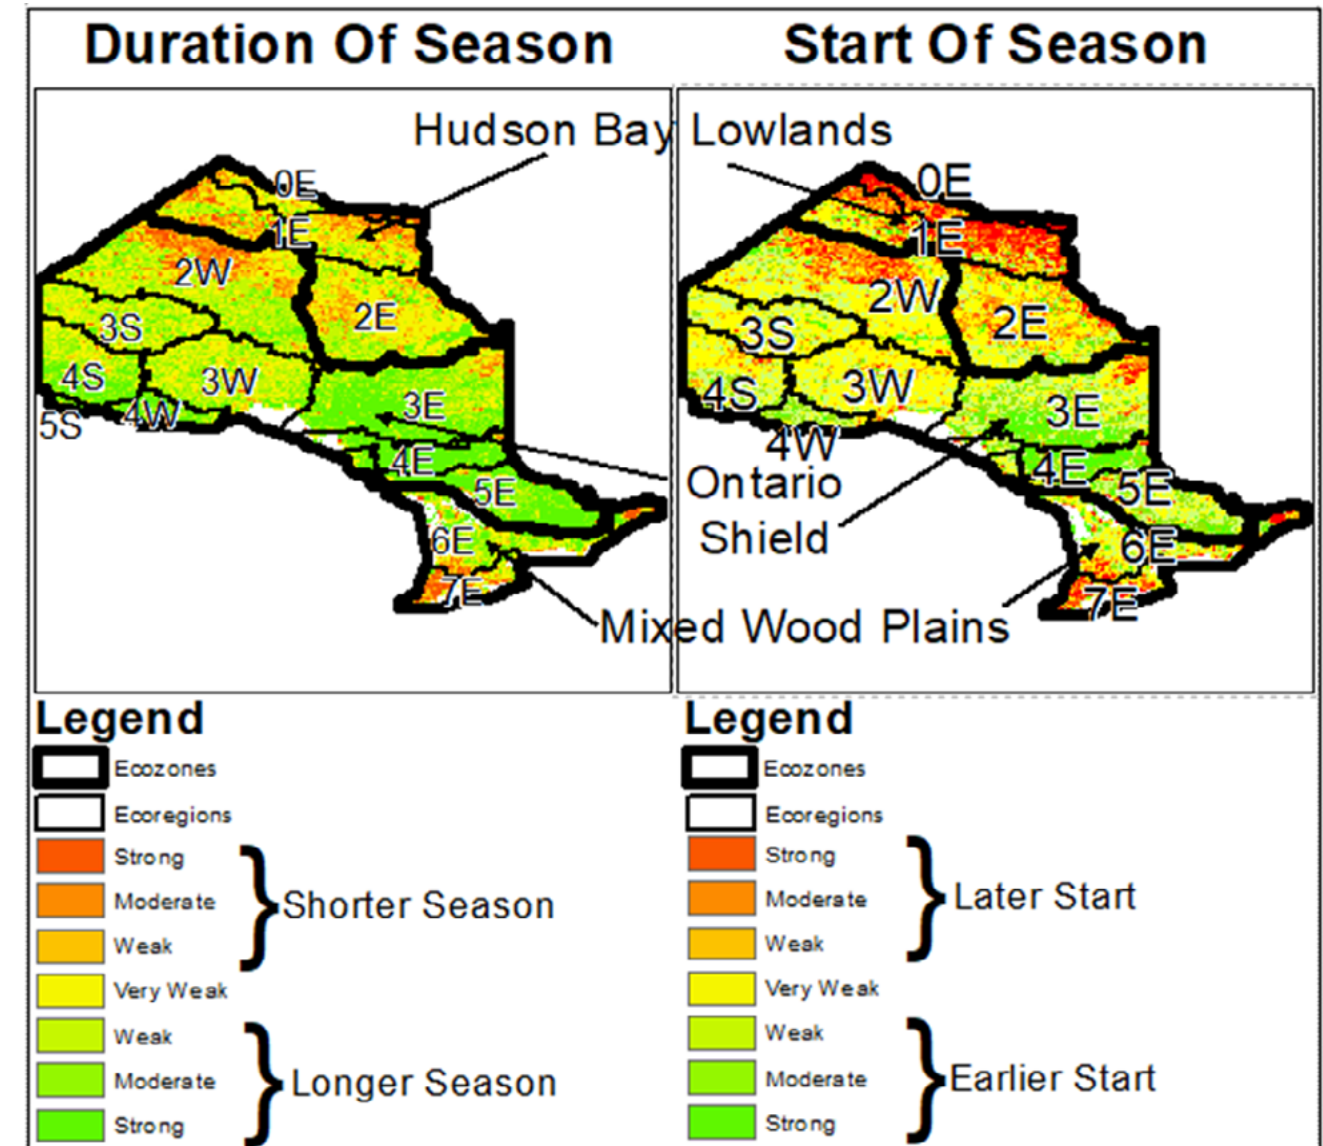 Duration Of Season
Start Of Season
Hudson Bay Lowlands
0E
1E
2W
2E
3S
3W
4S
3E
5S
4W
4E
5E
6E
7E
0E
1E
2W
2E
3S
3W
4S
3E
4W
4E
5E
6E
7E
Ontario
Shield
Mixed Wood Plains
Legend
Ecozones
Ecoregions
Strong
Moderate
Weak
Shorter Season
Very Weak
Weak
Moderate
Strong
Longer Season
Legend
Ecozones
Ecoregions
Strong
Moderate
Weak
Later Start
Very Weak
Weak
Moderate
Strong
Earlier Start